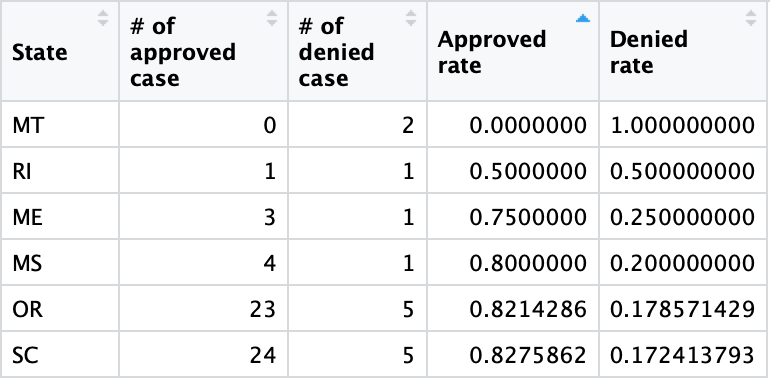 State # of approved case # of denied case Approved rate Denied rate
MT 0 2 0.0000000 1.000000000
RI 1 1 0.5000000 0.500000000
ME 3 1 0.7500000 0.250000000
MS 4 1 0.8000000 0.200000000
OR 23 5 0.8214286 0.178571429
SC 24 5 0.8275862 0.172413793